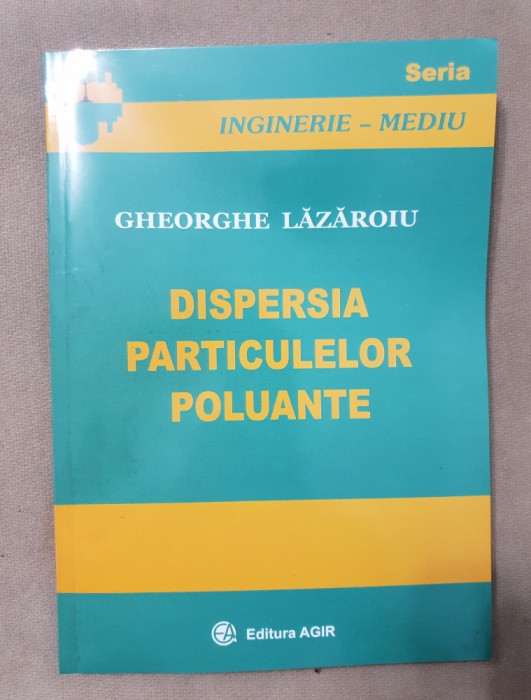 Seria
INGINERIE – MEDIU
GHEORGHE LĂZĂROIU
DISPERSIA
PARTICULELOR
POLUANTE
Editura AGIR